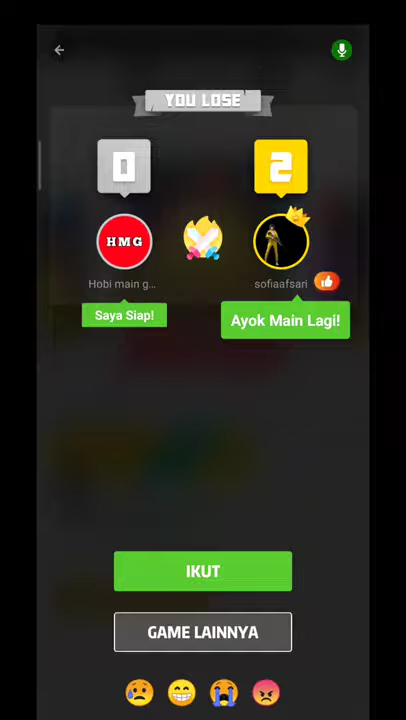 YOU LOSE
0
2
HMG
Hobi main g...
sofiaafsari
Saya Siap!
Ayok Main Lagi!
IKUT
GAME LAINNYA